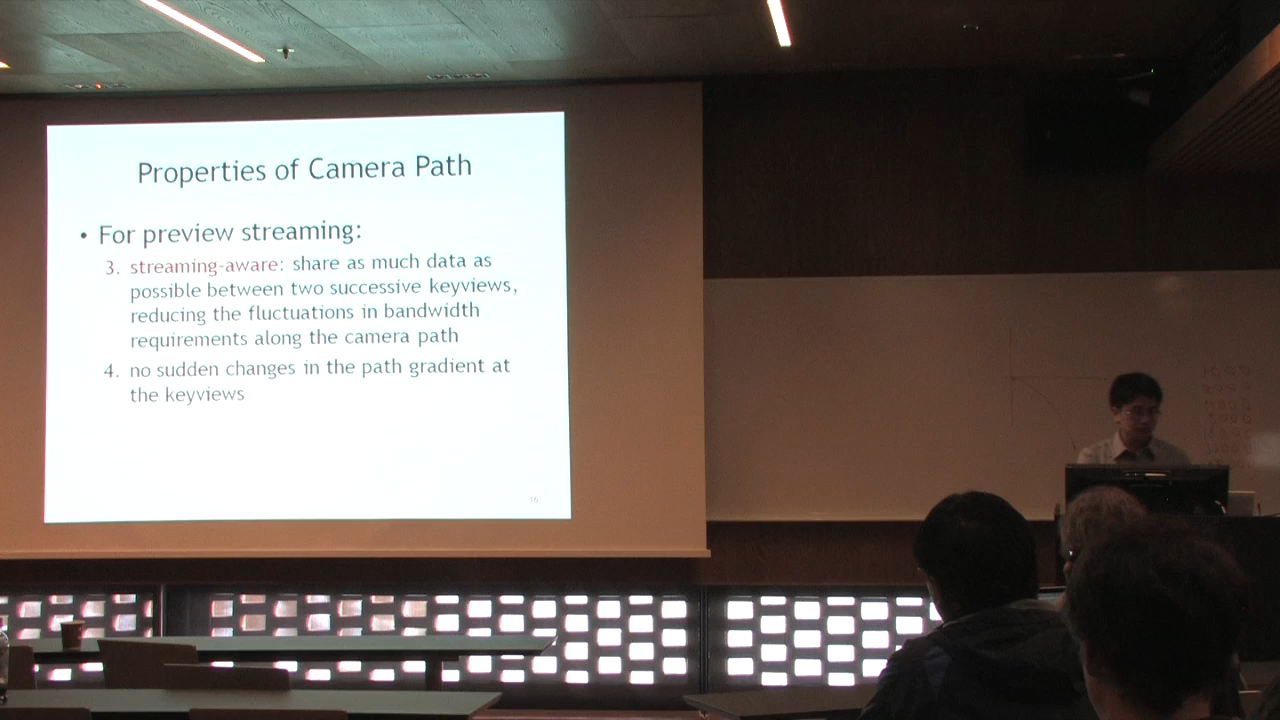 Properties of Camera Path
• For preview streaming:
3. streaming-aware: share as much data as
possible between two successive keyviews,
reducing the fluctuations in bandwidth
requirements along the camera path
4. no sudden changes in the path gradient at
the keyviews
16